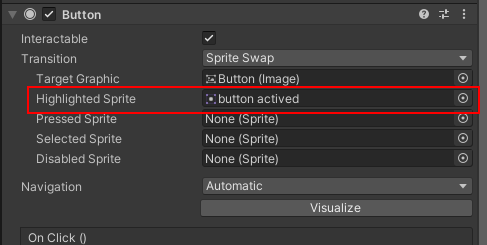 Button
Interactable
Transition Sprite Swap
Target Graphic Button (Image)
Highlighted Sprite button actived
Pressed Sprite None (Sprite)
Selected Sprite None (Sprite)
Disabled Sprite None (Sprite)
Navigation Automatic
Visualize
On Click ()